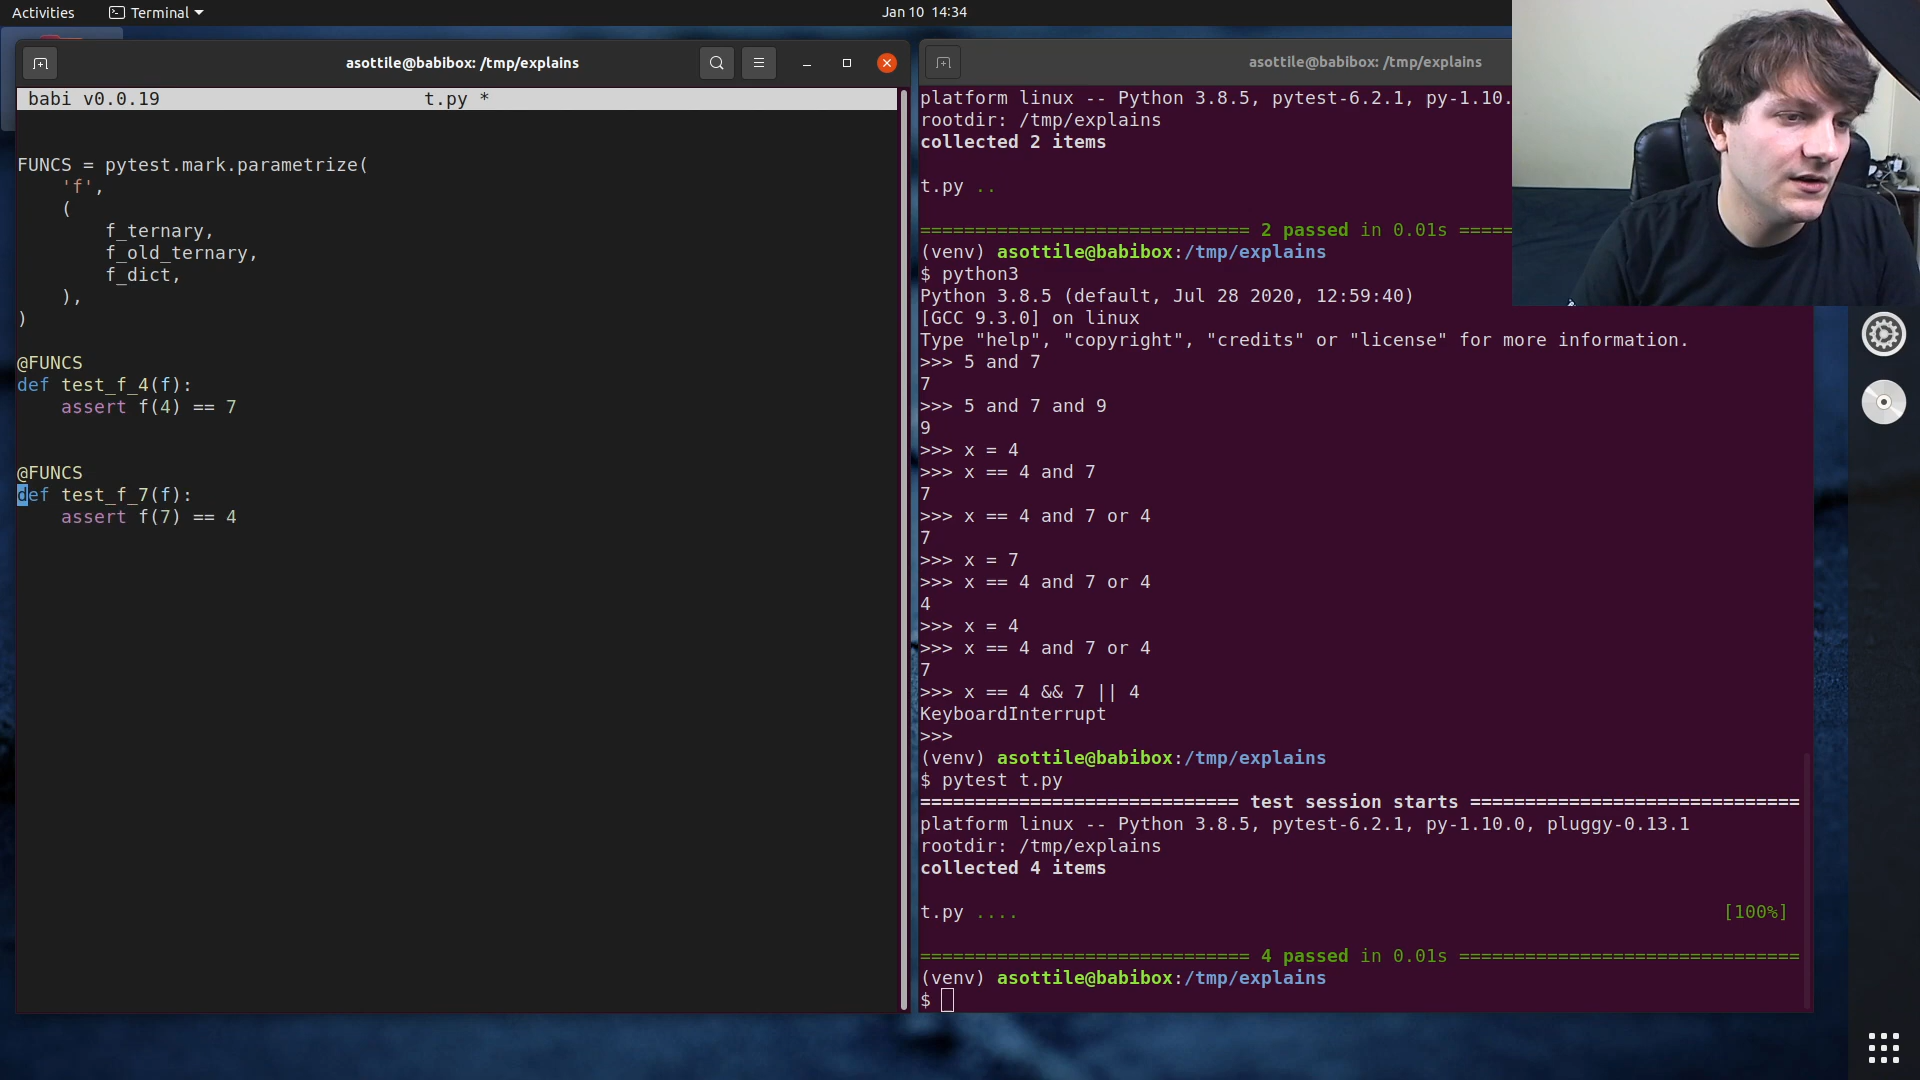 Activities
Terminal
Jan 10 14:34
asottile@babibox: /tmp/explains
babi v0.0.19 t.py *
FUNCS = pytest.mark.parametrize(
    'f',
    (
        f_ternary,
        f_old_ternary,
        f_dict,
    ),
)
@FUNCS
def test_f_4(f):
    assert f(4) == 7
@FUNCS
def test_f_7(f):
    assert f(7) == 4
asottile@babibox: /tmp/explains
platform linux -- Python 3.8.5, pytest-6.2.1, py-1.10.
rootdir: /tmp/explains
collected 2 items
t.py ..
============================== 2 passed in 0.01s =====
(venv) asottile@babibox:/tmp/explains
$ python3
Python 3.8.5 (default, Jul 28 2020, 12:59:40)
[GCC 9.3.0] on linux
Type "help", "copyright", "credits" or "license" for more information.
>>> 5 and 7
7
>>> 5 and 7 and 9
9
>>> x = 4
>>> x == 4 and 7
7
>>> x == 4 and 7 or 4
7
>>> x = 7
>>> x == 4 and 7 or 4
4
>>> x = 4
>>> x == 4 and 7 or 4
7
>>> x == 4 && 7 || 4
KeyboardInterrupt
>>>
(venv) asottile@babibox:/tmp/explains
$ pytest t.py
============================= test session starts ==============================
platform linux -- Python 3.8.5, pytest-6.2.1, py-1.10.0, pluggy-0.13.1
rootdir: /tmp/explains
collected 4 items
t.py .... [100%]
============================== 4 passed in 0.01s ===============================
(venv) asottile@babibox:/tmp/explains
$